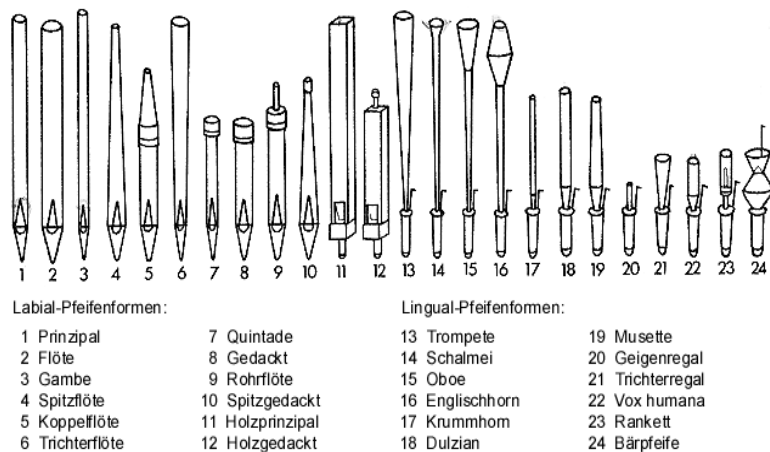 1 2 3 4 5 6 7 8 9 10 11 12 13 14 15 16 17 18 19 20 21 22 23 24
Labial-Pfeifenformen:
1 Prinzipal
2 Flöte
3 Gambe
4 Spitzflöte
5 Koppelflöte
6 Trichterflöte
7 Quintade
8 Gedackt
9 Rohrflöte
10 Spitzgedackt
11 Holzprinzipal
12 Holzgedackt
Lingual-Pfeifenformen:
13 Trompete
14 Schalmei
15 Oboe
16 Englischhorn
17 Krummhorn
18 Dulzian
19 Musette
20 Geigenregal
21 Trichterregal
22 Vox humana
23 Rankett
24 Bärpfeife